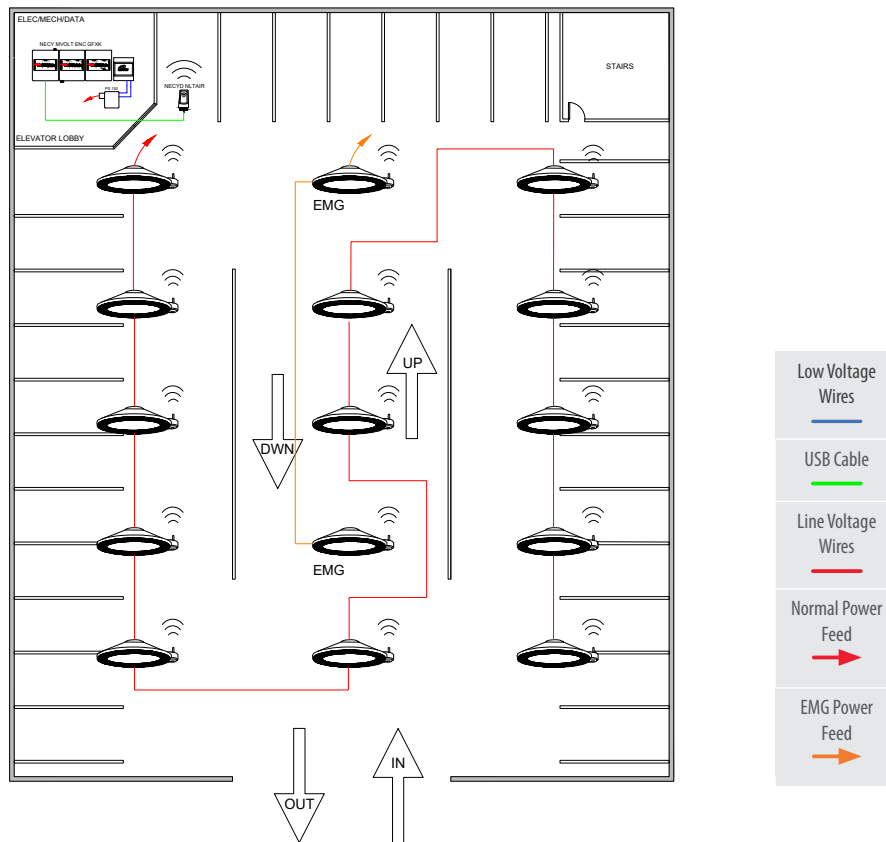 ELEC/MECH/DATA
NECY MVOLT ENC GFXK
PS 150
NECYD NLTAIR
ELEVATOR LOBBY
STAIRS
EMG
UP
DWN
EMG
IN
OUT
Low Voltage
Wires
USB Cable
Line Voltage
Wires
Normal Power
Feed
EMG Power
Feed